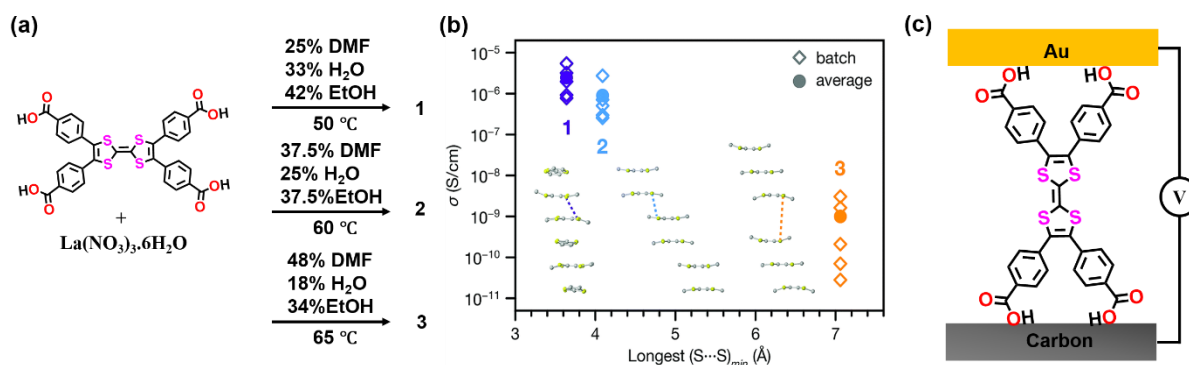 (a)
O
OH
O
OH
S
S
S
S
HO
O
HO
O
+
La(NO3)3.6H2O
25% DMF
33% H2O
42% EtOH
50 °C
1
37.5% DMF
25% H2O
37.5%EtOH
60 °C
2
48% DMF
18% H2O
34%EtOH
65 °C
3
(b)
σ (S/cm)
10⁻⁵
10⁻⁶
10⁻⁷
10⁻⁸
10⁻⁹
10⁻¹⁰
10⁻¹¹
batch
average
1
2
3
3
4
5
6
7
Longest (S···S)min (Å)
(c)
Au
O
OH
OH
O
S
S
S
S
O
OH
OH
O
Carbon
V